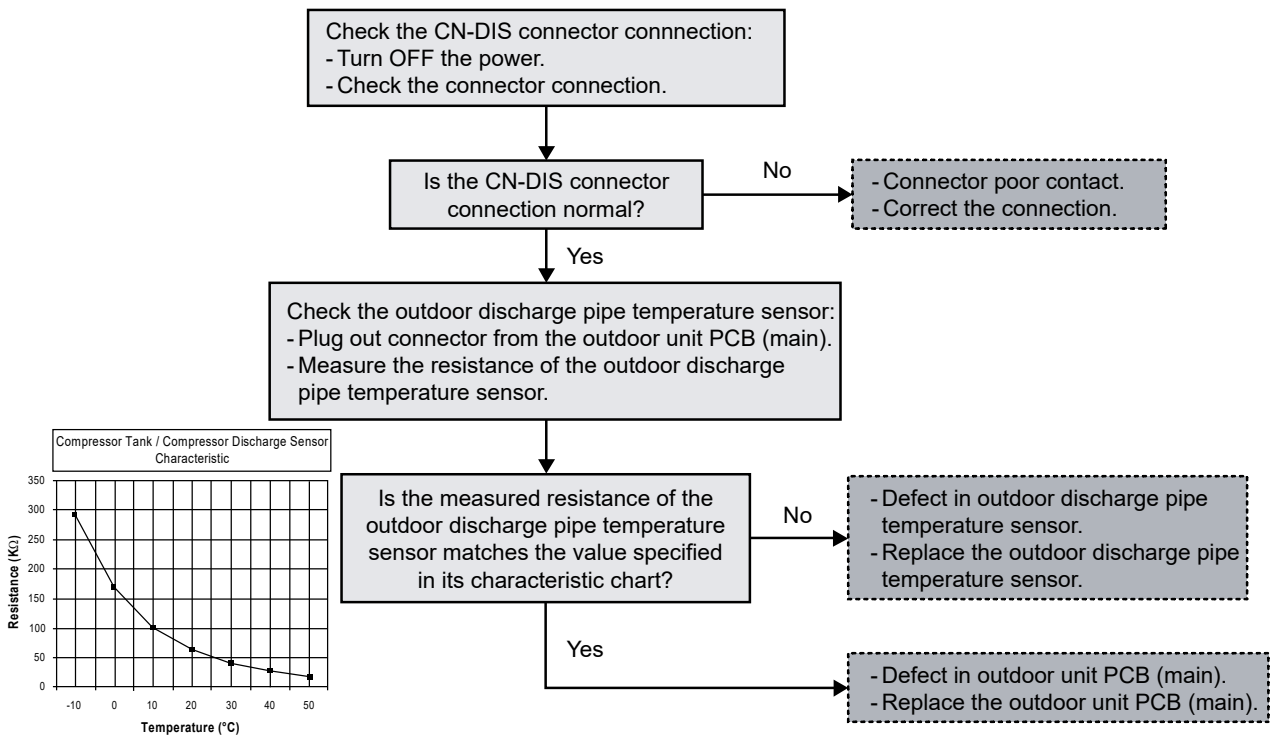 Check the CN-DIS connector connnection:
- Turn OFF the power.
- Check the connector connection.
Is the CN-DIS connector
connection normal?
No
- Connector poor contact.
- Correct the connection.
Yes
Check the outdoor discharge pipe temperature sensor:
- Plug out connector from the outdoor unit PCB (main).
- Measure the resistance of the outdoor discharge
pipe temperature sensor.
Compressor Tank / Compressor Discharge Sensor
Characteristic
Resistance (KΩ)
350
300
250
200
150
100
50
0
-10 0 10 20 30 40 50
Temperature (°C)
Is the measured resistance of the
outdoor discharge pipe temperature
sensor matches the value specified
in its characteristic chart?
No
- Defect in outdoor discharge pipe
temperature sensor.
- Replace the outdoor discharge pipe
temperature sensor.
Yes
- Defect in outdoor unit PCB (main).
- Replace the outdoor unit PCB (main).